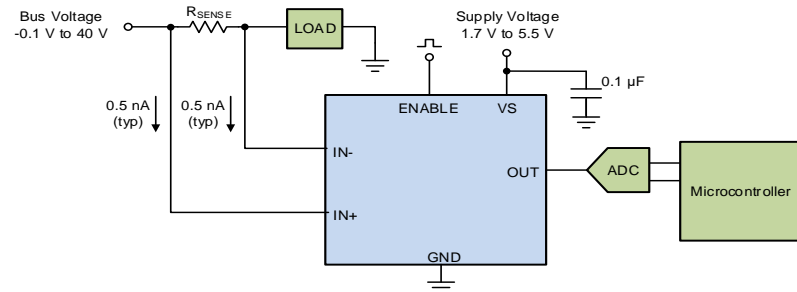 Bus Voltage
-0.1 V to 40 V
RSENSE
LOAD
Supply Voltage
1.7 V to 5.5 V
0.1 µF
0.5 nA
(typ)
0.5 nA
(typ)
ENABLE
VS
IN-
OUT
ADC
Microcontroller
IN+
GND